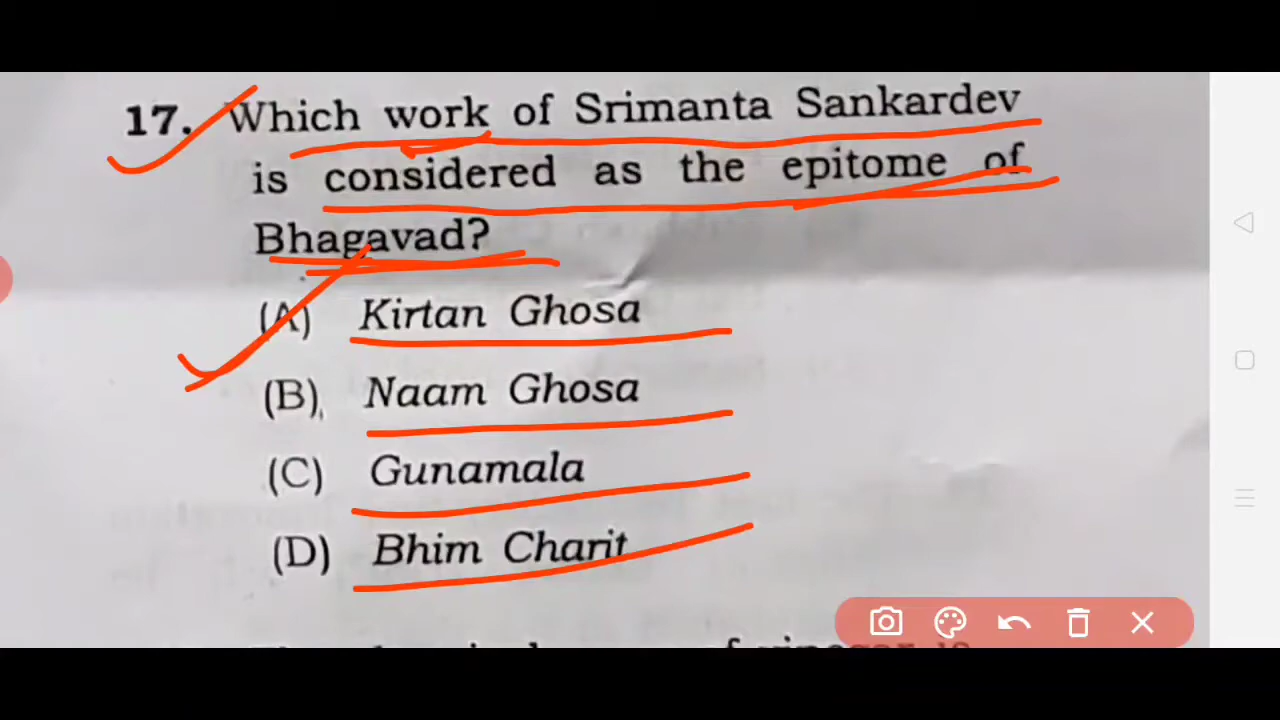 17. Which work of Srimanta Sankardev
is considered as the epitome of
Bhagavad?
(A) Kirtan Ghosa
(B) Naam Ghosa
(C) Gunamala
(D) Bhim Charit